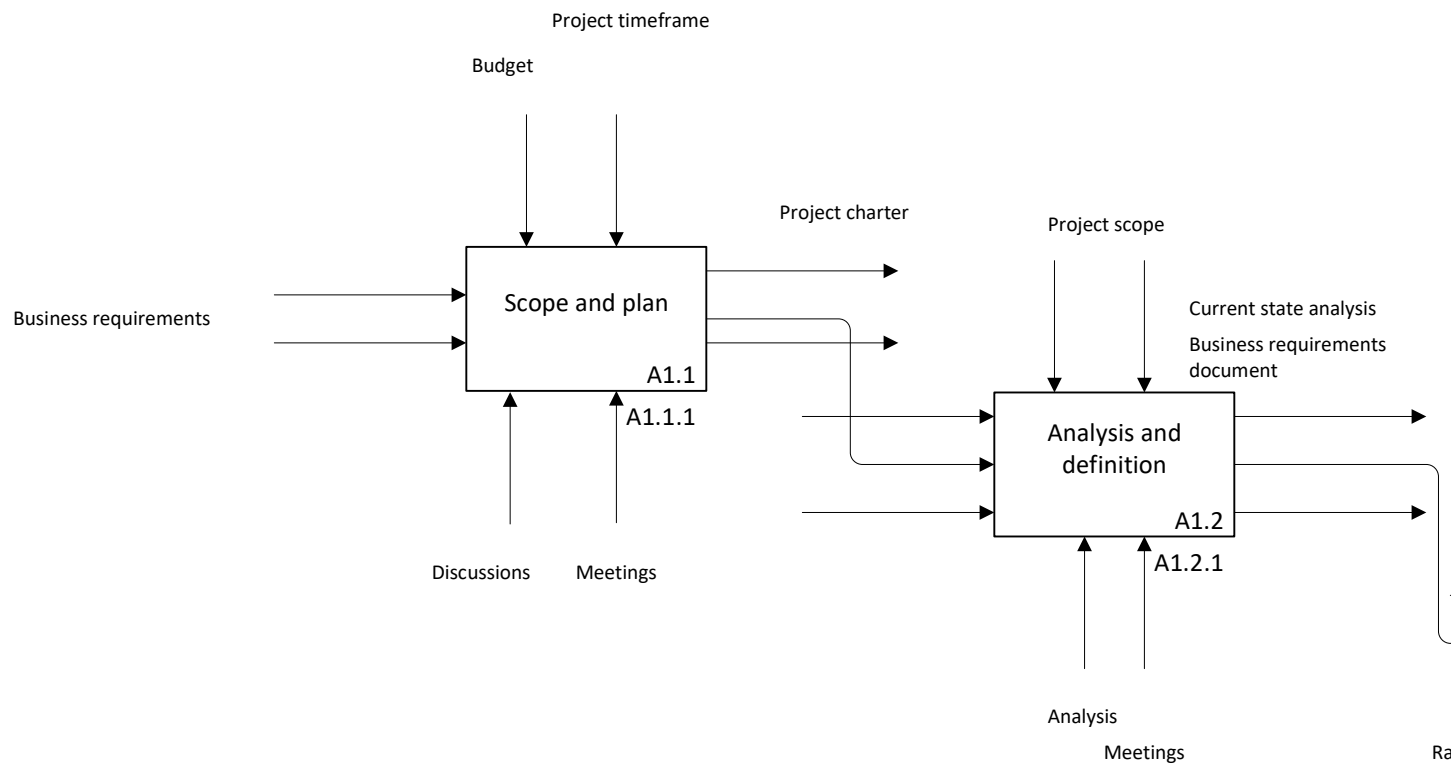 Project timeframe
Budget
Project charter
Project scope
Scope and plan
Business requirements
Current state analysis
Business requirements
document
A1.1
A1.1.1
Analysis and
definition
A1.2
A1.2.1
Discussions
Meetings
Analysis
Meetings
Ra